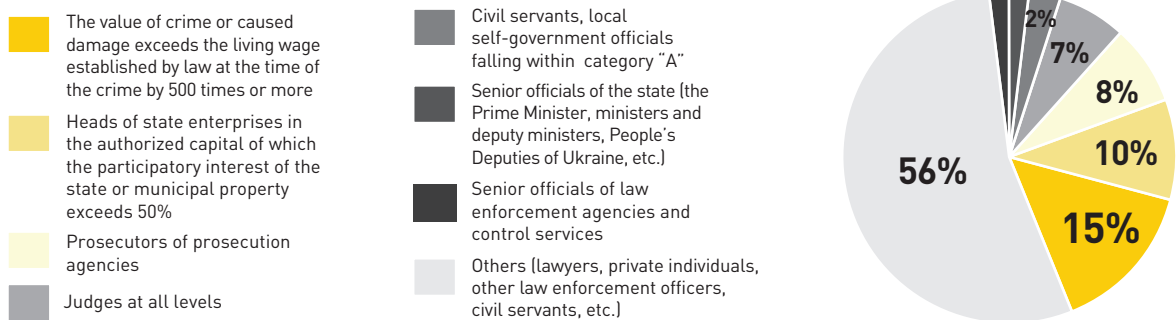 The value of crime or caused
damage exceeds the living wage
established by law at the time of
the crime by 500 times or more
Heads of state enterprises in
the authorized capital of which
the participatory interest of the
state or municipal property
exceeds 50%
Prosecutors of prosecution
agencies
Judges at all levels
Civil servants, local
self-government officials
falling within category "A"
Senior officials of the state (the
Prime Minister, ministers and
deputy ministers, People's
Deputies of Ukraine, etc.)
Senior officials of law
enforcement agencies and
control services
Others (lawyers, private individuals,
other law enforcement officers,
civil servants, etc.)
2%
7%
8%
10%
15%
56%